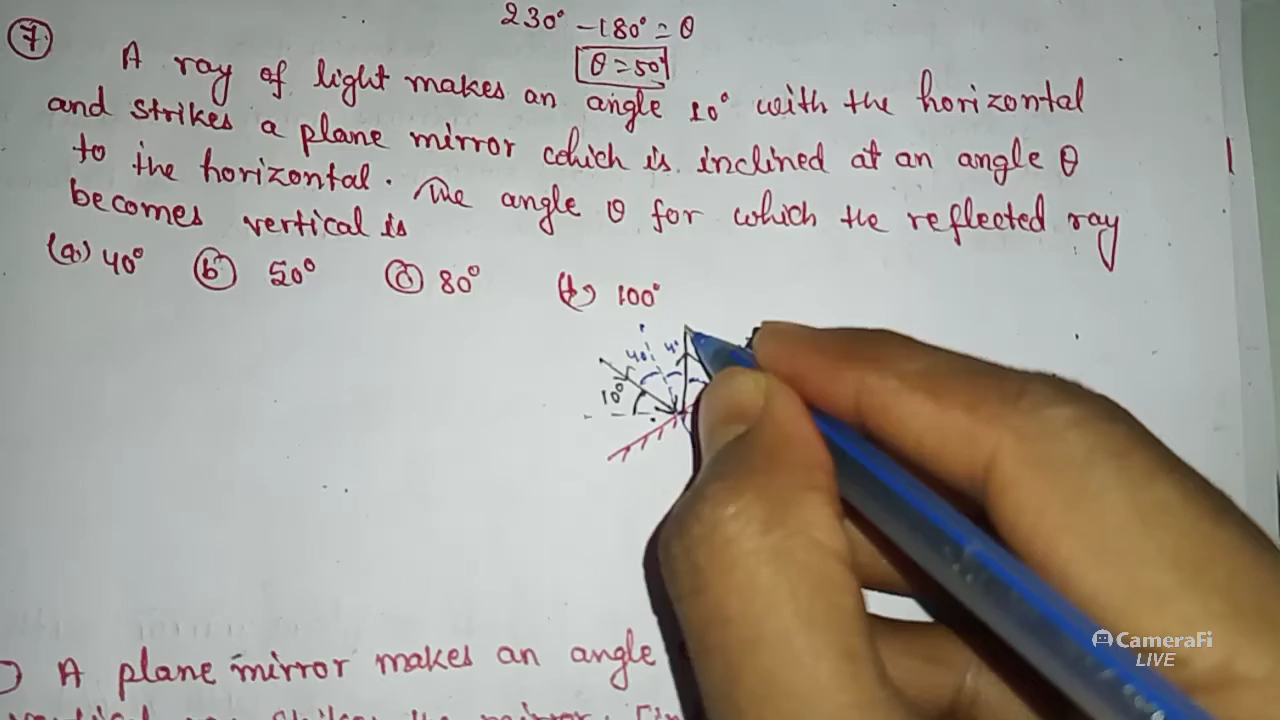 230° - 180° = θ
θ = 50°
7 A ray of light makes an angle 10° with the horizontal
and strikes a plane mirror which is inclined at an angle θ
to the horizontal. The angle θ for which the reflected ray
becomes vertical is
(a) 40° (b) 50° (c) 80° (d) 100°
40° 4°
10°
A plane mirror makes an angle
CameraFi
LIVE